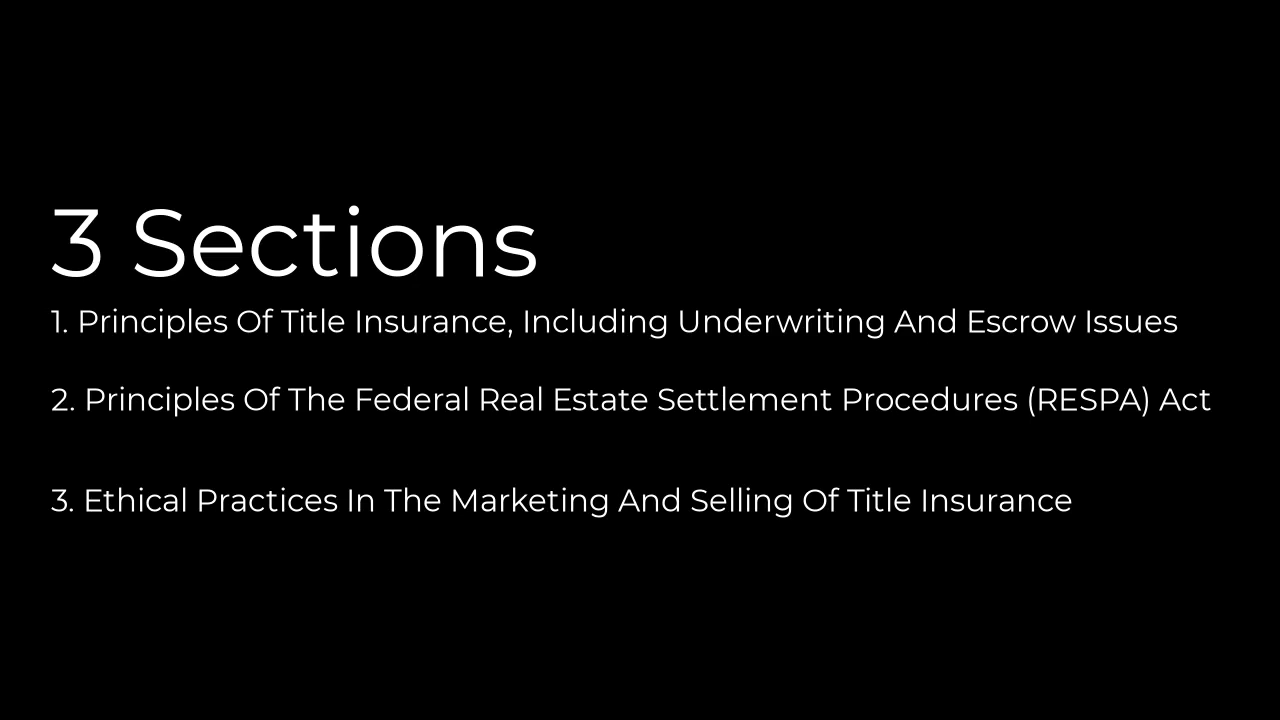 3 Sections
1. Principles Of Title Insurance, Including Underwriting And Escrow Issues
2. Principles Of The Federal Real Estate Settlement Procedures (RESPA) Act
3. Ethical Practices In The Marketing And Selling Of Title Insurance